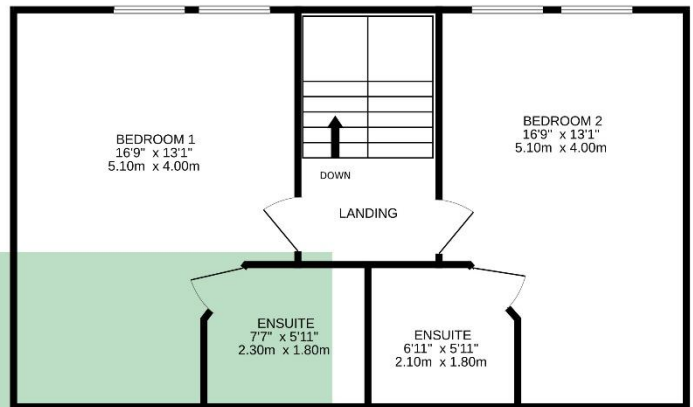 BEDROOM 1
16'9" x 13'1"
5.10m x 4.00m
DOWN
LANDING
BEDROOM 2
16'9" x 13'1"
5.10m x 4.00m
ENSUITE
7'7" x 5'11"
2.30m x 1.80m
ENSUITE
6'11" x 5'11"
2.10m x 1.80m